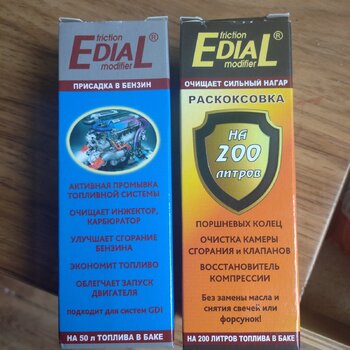 friction
EDIAL®
modifier
ПРИСАДКА В БЕНЗИН
АКТИВНАЯ ПРОМЫВКА
ТОПЛИВНОЙ СИСТЕМЫ
ОЧИЩАЕТ ИНЖЕКТОР,
КАРБЮРАТОР
УЛУЧШАЕТ СГОРАНИЕ
БЕНЗИНА
ЭКОНОМИТ ТОПЛИВО
ОБЛЕГЧАЕТ ЗАПУСК
ДВИГАТЕЛЯ
подходит для систем GDI
НА 50 л ТОПЛИВА В БАКЕ
friction
EDIAL®
modifier
ОЧИЩАЕТ СИЛЬНЫЙ НАГАР
РАСКОКСОВКА
НА
200
ЛИТРОВ
ПОРШНЕВЫХ КОЛЕЦ
ОЧИСТКА КАМЕРЫ
СГОРАНИЯ и КЛАПАНОВ
ВОССТАНОВИТЕЛЬ
КОМПРЕССИИ
Без замены масла и
снятия свечей или
форсунок!
НА 200 ЛИТРОВ ТОПЛИВА В БАКЕ